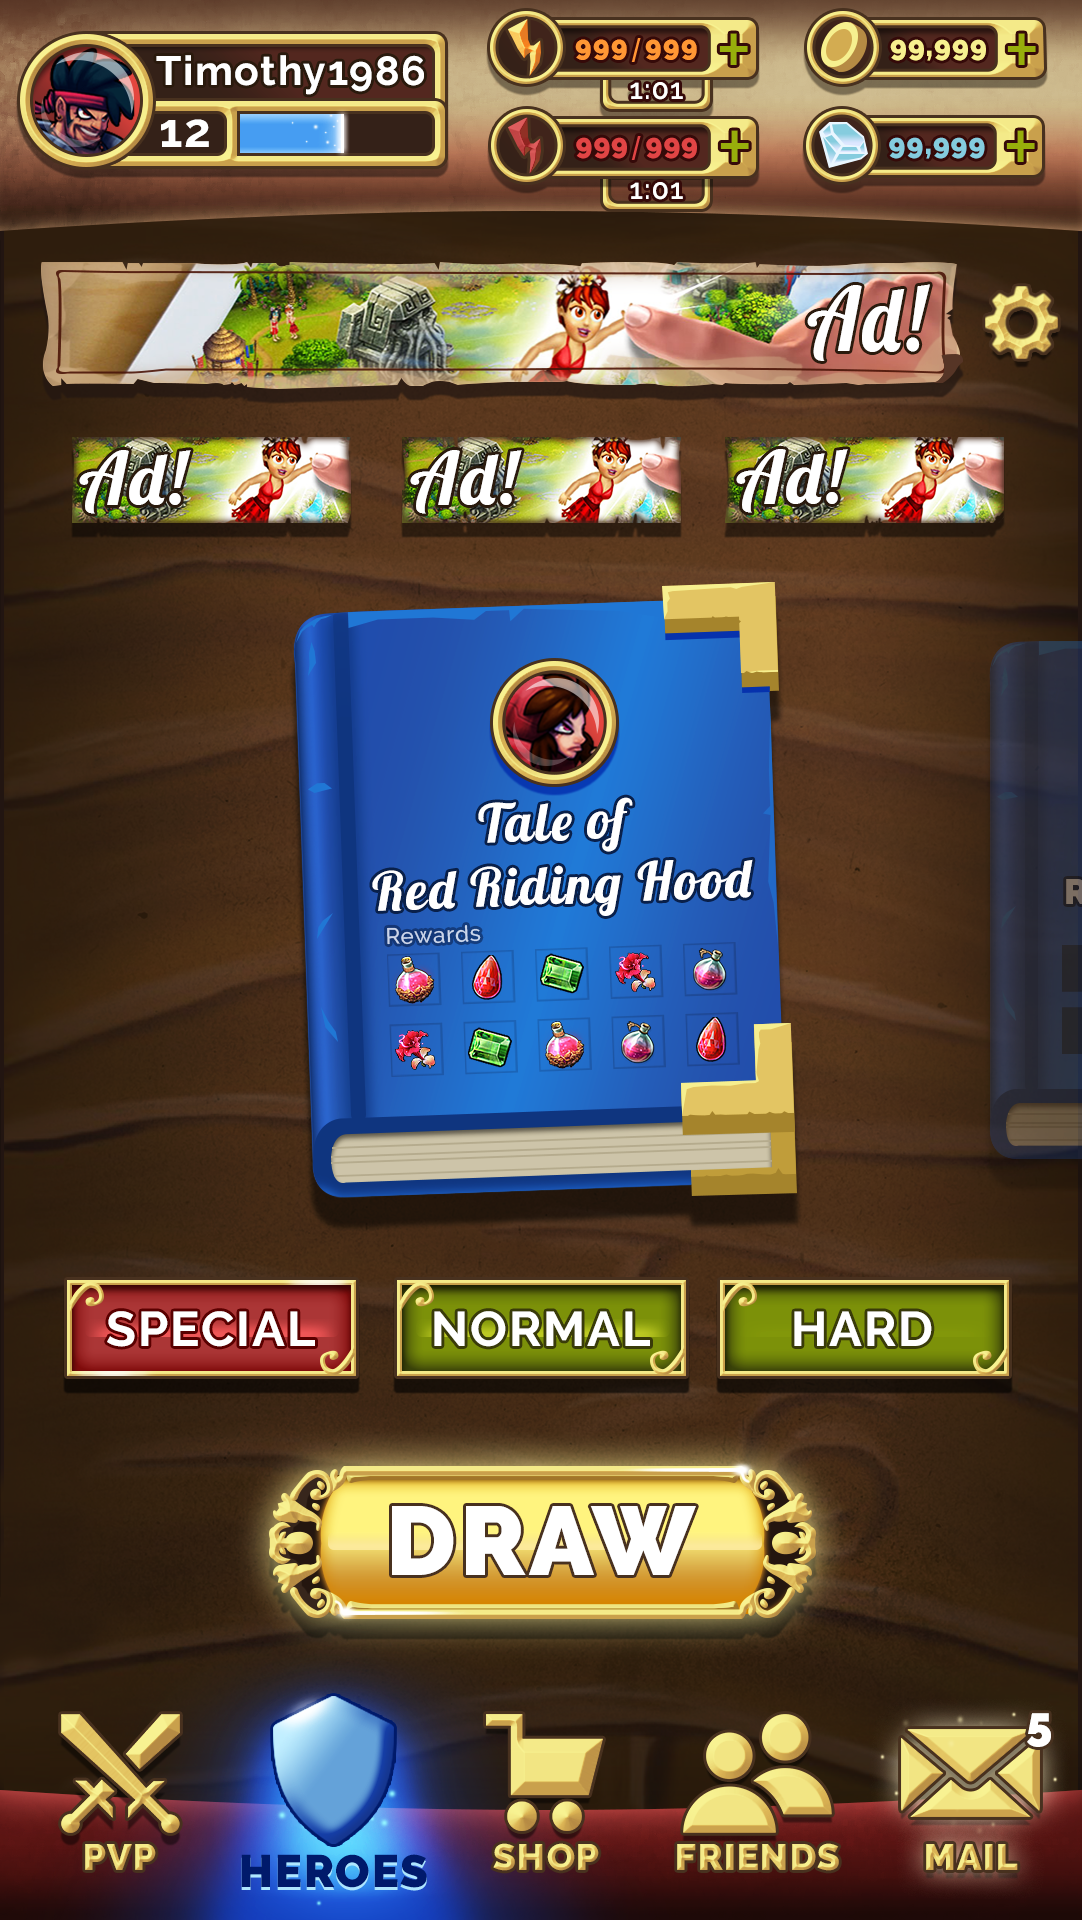 Timothy1986
12
999/999
1:01
999/999
1:01
99,999
99,999
Ad!
Ad!
Ad!
Ad!
Tale of
Red Riding Hood
Rewards
R
SPECIAL
NORMAL
HARD
DRAW
PVP
HEROES
SHOP
FRIENDS
5
MAIL